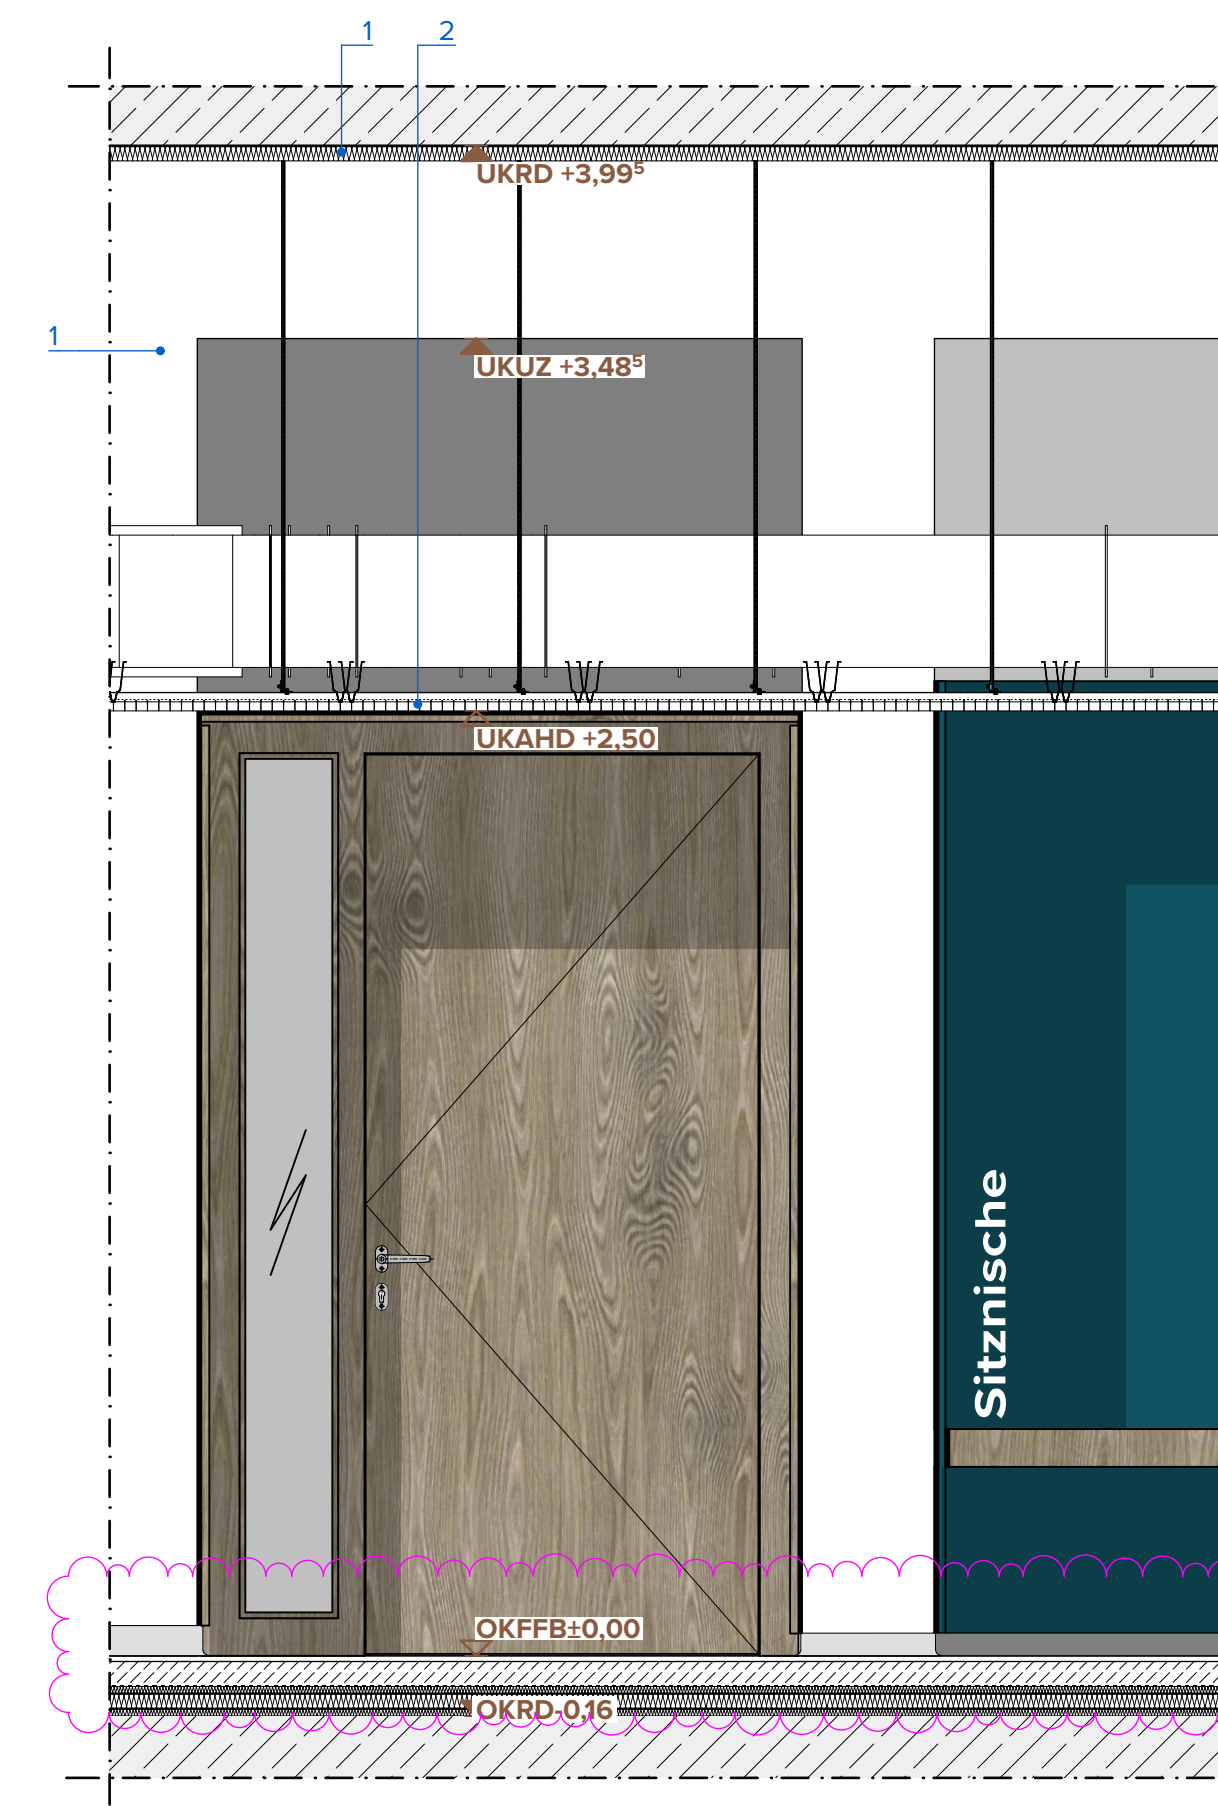 1
2
UKRD +3,99⁵
1
UKUZ +3,48⁵
UKAHD +2,50
Sitznische
OKFFB±0,00
OKRD-0,16